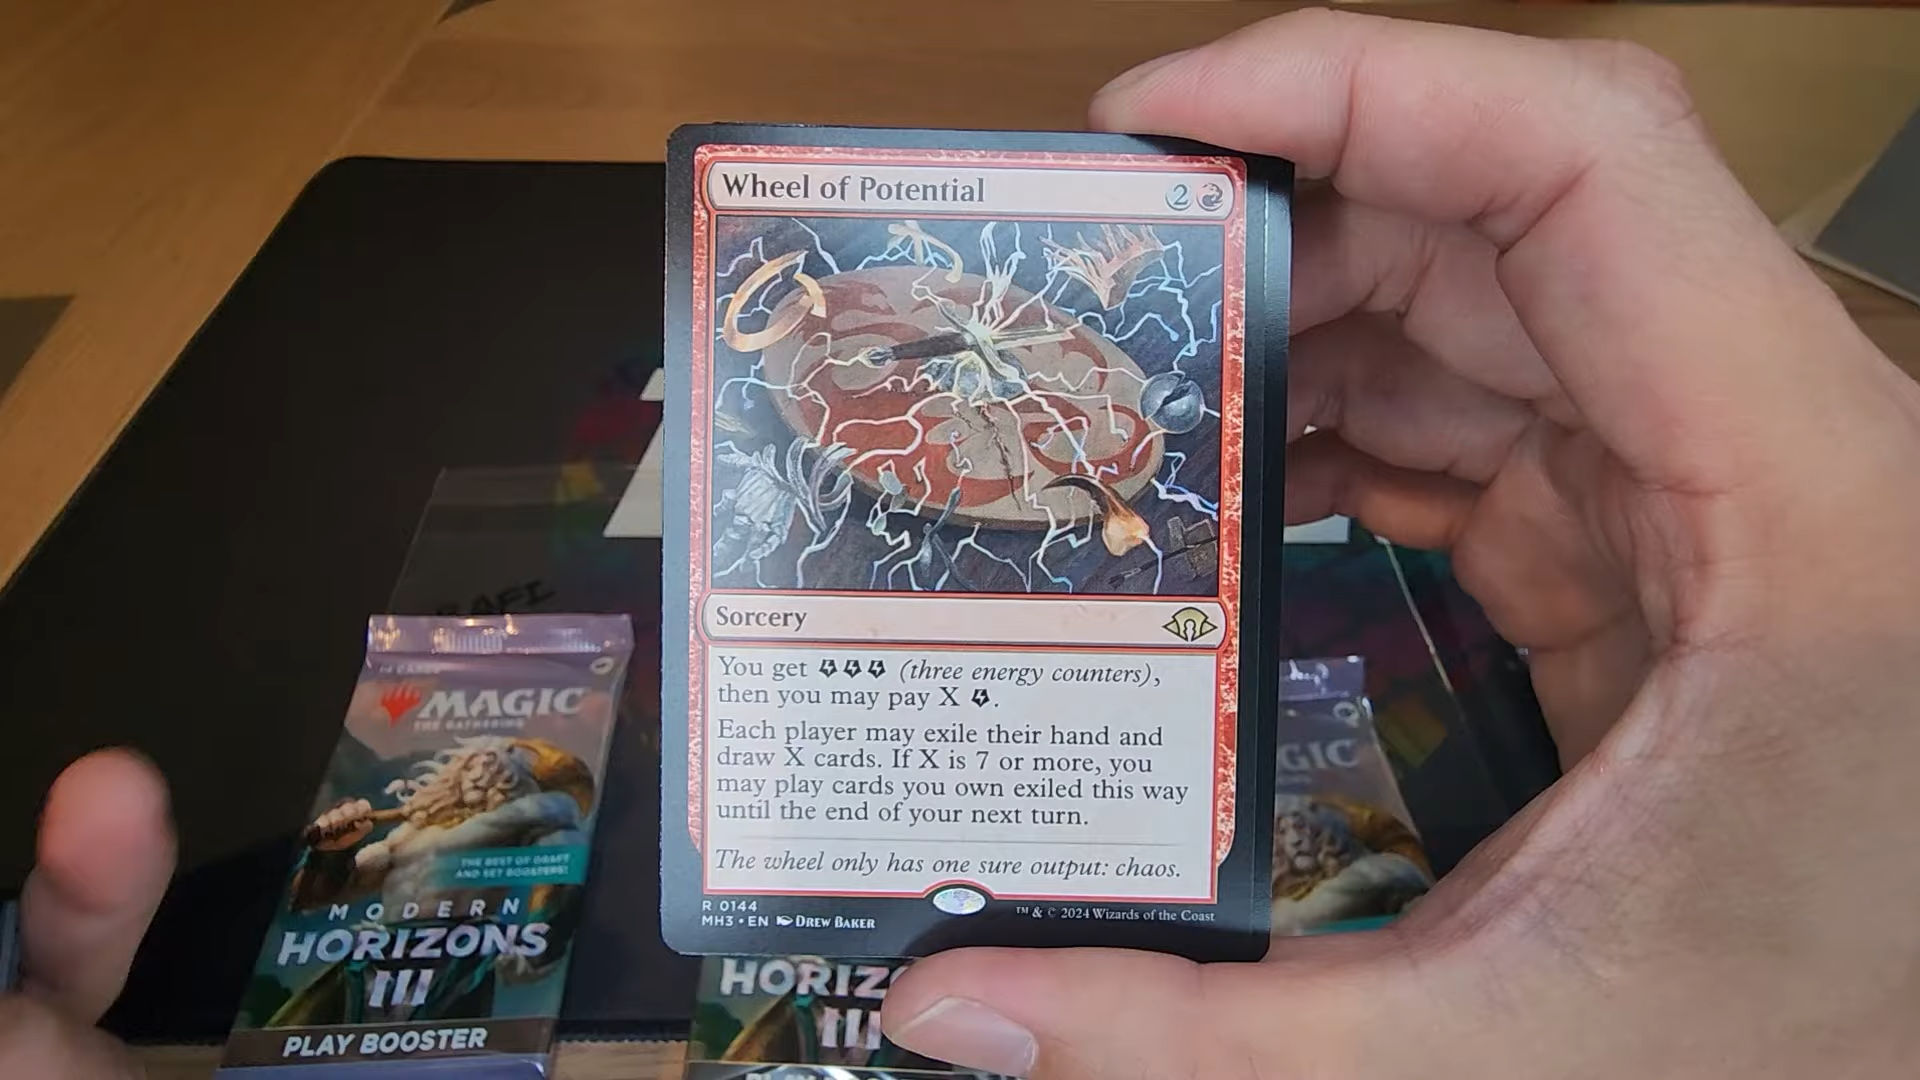 Wheel of Potential
2
Sorcery
You get (three energy counters),
then you may pay X .
Each player may exile their hand and
draw X cards. If X is 7 or more, you
may play cards you own exiled this way
until the end of your next turn.
The wheel only has one sure output: chaos.
R 0144
MH3 • EN DREW BAKER
™ & © 2024 Wizards of the Coast
MAGIC
THE GATHERING
THE BEST OF DRAFT
AND SET BOOSTERS!
MODERN
HORIZONS
III
PLAY BOOSTER
HORIZ
III
GIC